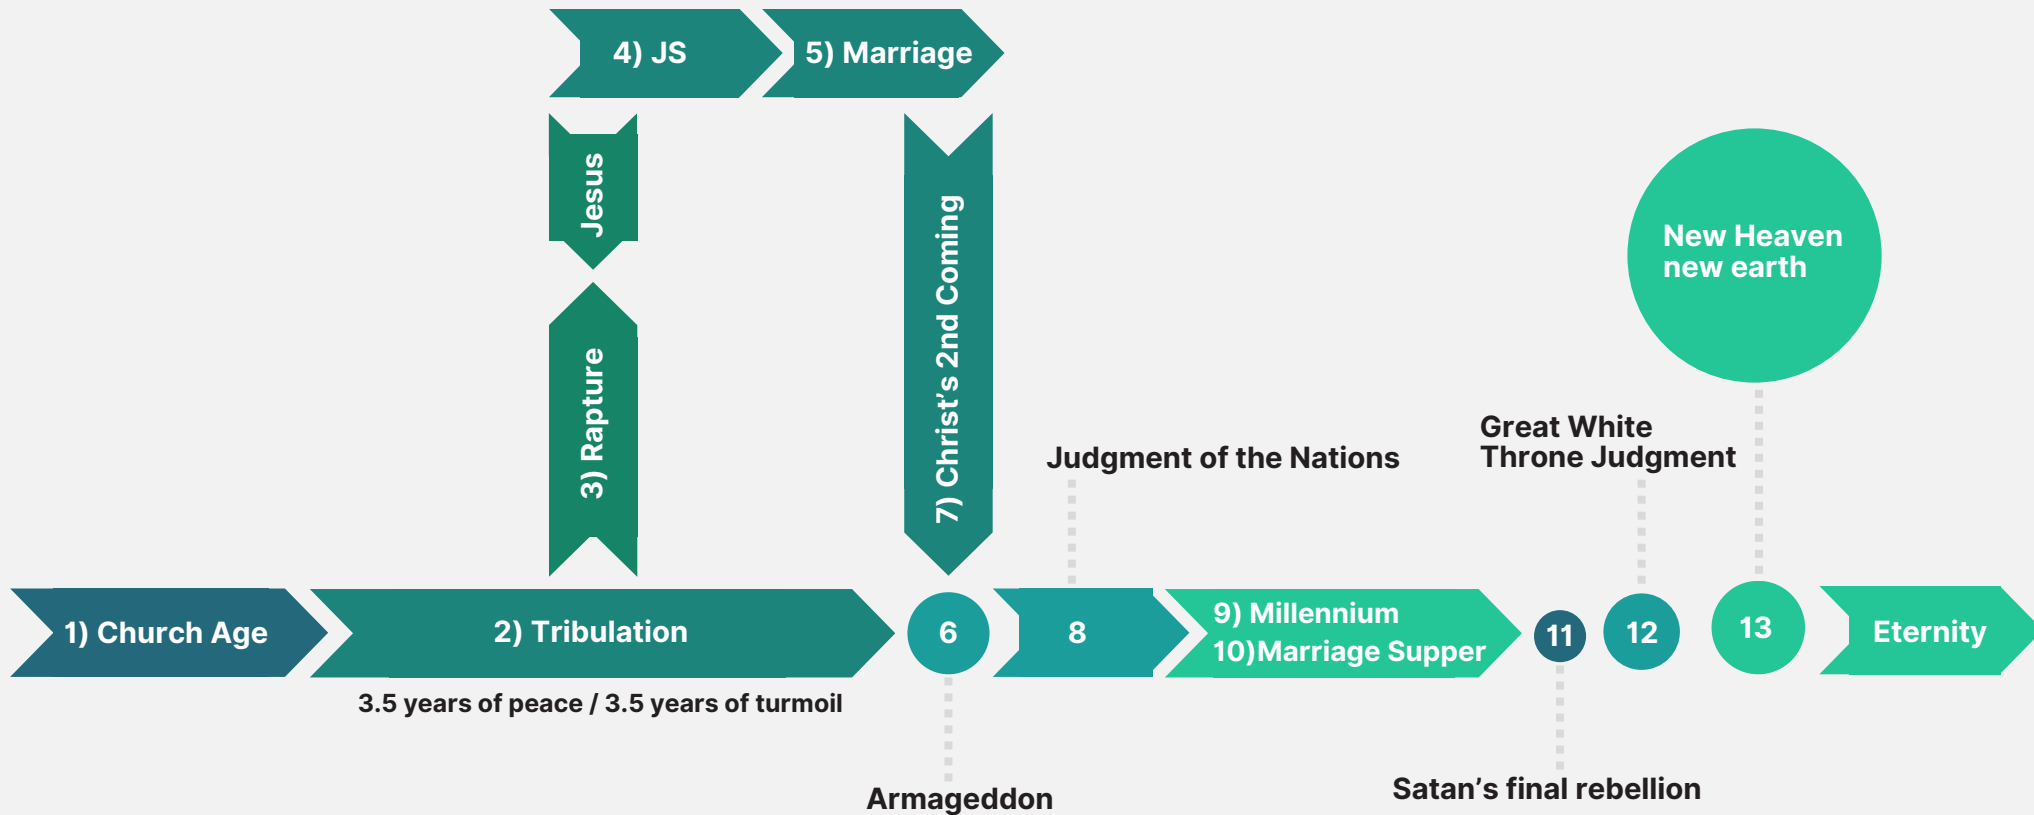 4) JS
5) Marriage
Jesus
3) Rapture
7) Christ’s 2nd Coming
New Heaven
new earth
Judgment of the Nations
Great White
Throne Judgment
1) Church Age
2) Tribulation
6
8
9) Millennium
10)Marriage Supper
11
12
13
Eternity
3.5 years of peace / 3.5 years of turmoil
Armageddon
Satan’s final rebellion